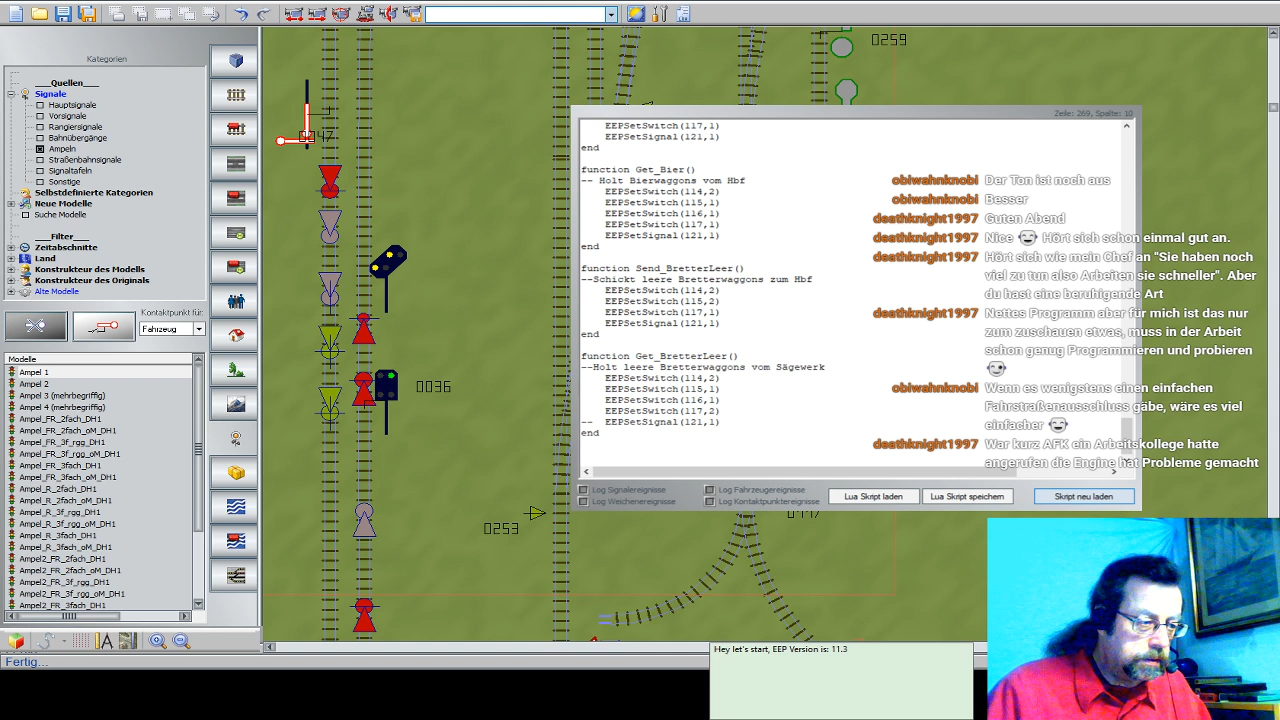 Kategorien
Quellen___
Signale
Hauptsignale
Vorsignale
Rangiersignale
Bahnübergänge
Ampeln
Straßenbahnsignale
Signaltafeln
Sonstige
Selbstdefinierte Kategorien
Neue Modelle
Suche Modelle
___Filter__
Zeitabschnitte
Land
Konstrukteur des Modells
Konstrukteur des Originals
Alte Modelle
Kontaktpunkt für:
Fahrzeug
Modelle
Ampel 1
Ampel 2
Ampel 3 (mehrbegriffig)
Ampel 4 (mehrbegriffig)
Ampel_FR_2fach_DH1
Ampel_FR_2fach_oM_DH1
Ampel_FR_3f_rgg_DH1
Ampel_FR_3f_rgg_oM_DH1
Ampel_FR_3fach_DH1
Ampel_FR_3fach_oM_DH1
Ampel_R_2fach_DH1
Ampel_R_2fach_oM_DH1
Ampel_R_3f_rgg_DH1
Ampel_R_3f_rgg_oM_DH1
Ampel_R_3fach_DH1
Ampel_R_3fach_oM_DH1
Ampel2_FR_2fach_DH1
Ampel2_FR_2fach_oM_DH1
Ampel2_FR_3f_rgg_DH1
Ampel2_FR_3f_rgg_oM_DH1
Ampel2_FR_3fach_DH1
Fertig...
0259
0036
0253
Zeile: 269, Spalte: 10
EEPSetSwitch(117,1)
EEPSetSignal(121,1)
end
function Get_Bier()
-- Holt Bierwaggons vom Hbf
EEPSetSwitch(114,2)
EEPSetSwitch(115,1)
EEPSetSwitch(116,1)
EEPSetSwitch(117,1)
EEPSetSignal(121,1)
end
function Send_BretterLeer()
--Schickt leere Bretterwaggons zum Hbf
EEPSetSwitch(114,2)
EEPSetSwitch(115,2)
EEPSetSwitch(117,1)
EEPSetSignal(121,1)
end
function Get_BretterLeer()
--Holt leere Bretterwaggons vom Sägewerk
EEPSetSwitch(114,2)
EEPSetSwitch(115,1)
EEPSetSwitch(116,1)
EEPSetSwitch(117,2)
-- EEPSetSignal(121,1)
end
Log Signalereignisse
Log Fahrzeugereignisse
Log Weichenereignisse
Log Kontaktpunktereignisse
Lua Skript laden
Lua Skript speichern
Skript neu laden
obiwahnknobi Der Ton ist noch aus
obiwahnknobi Besser
deathknight1997 Guten Abend
deathknight1997 Nice 😁 Hört sich schon einmal gut an.
deathknight1997 Hört sich wie mein Chef an "Sie haben noch
viel zu tun also Arbeiten sie schneller". Aber
du hast eine beruhigende Art
deathknight1997 Nettes Programm aber für mich ist das nur
zum zuschauen etwas, muss in der Arbeit
schon genug Programmieren und probieren
😉
obiwahnknobi Wenn es wenigstens einen einfachen
Fahrstraßenausschluss gäbe, wäre es viel
einfacher 😁
deathknight1997 War kurz AFK ein Arbeitskollege hatte
angerufen die Engine hat Probleme gemacht
Hey let's start, EEP Version is: 11.3